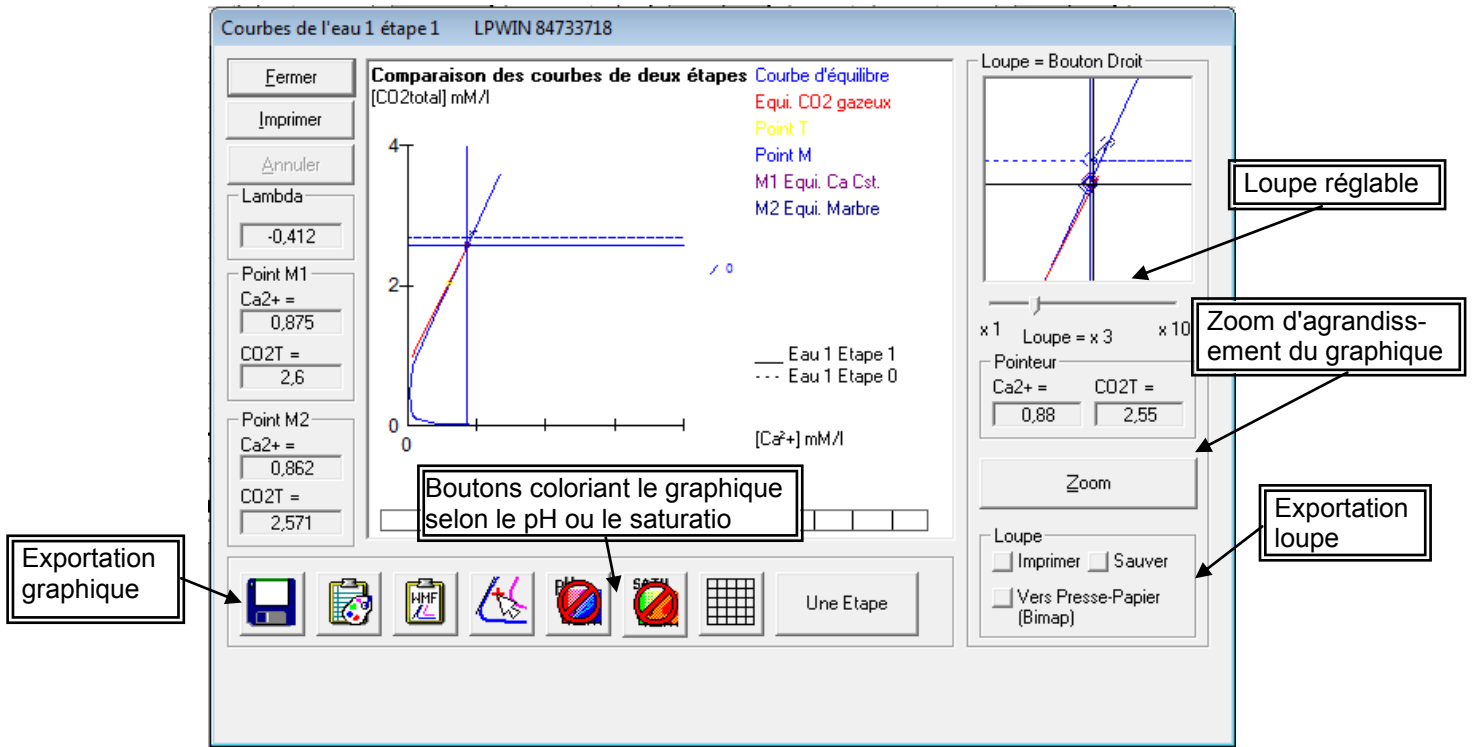 Courbes de l'eau 1 étape 1 LPWIN 84733718
Fermer
Imprimer
Annuler
Lambda
-0,412
Point M1
Ca2+ =
0,875
CO2T =
2,6
Point M2
Ca2+ =
0,862
CO2T =
2,571
Comparaison des courbes de deux étapes
[CO2total] mM/l
4
2
0
0
Courbe d'équilibre
Equi. CO2 gazeux
Point T
Point M
M1 Equi. Ca Cst.
M2 Equi. Marbre
0
Eau 1 Etape 1
Eau 1 Etape 0
[Ca²+] mM/l
Boutons coloriant le graphique
selon le pH ou le saturatio
Loupe = Bouton Droit
x 1 Loupe = x 3 x 10
Pointeur
Ca2+ = CO2T =
0,88 2,55
Zoom
Loupe
Imprimer Sauver
Vers Presse-Papier
(Bimap)
Loupe réglable
Zoom d'agrandiss-
ement du graphique
Exportation
loupe
Exportation
graphique
WMF
pH
SATU
Une Etape